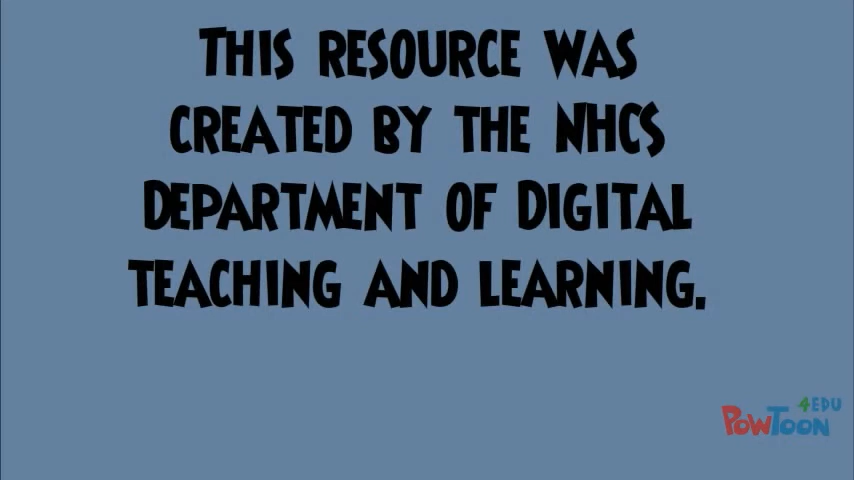 This resource was
created by the NHCS
Department of Digital
Teaching and Learning.
4EDU
PowToon